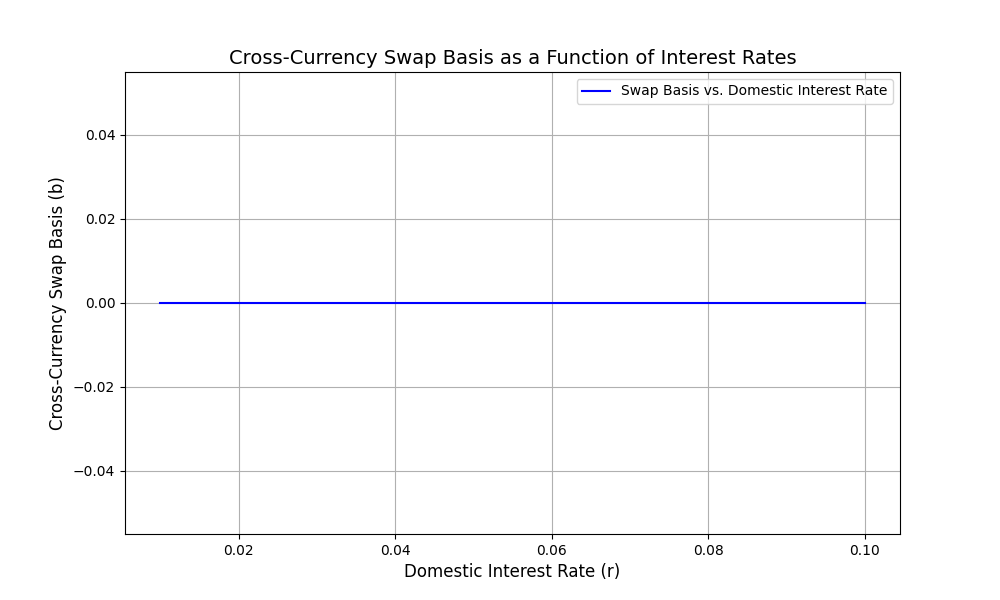 Cross-Currency Swap Basis as a Function of Interest Rates
Swap Basis vs. Domestic Interest Rate
Cross-Currency Swap Basis (b)
0.04
0.02
0.00
−0.02
−0.04
0.02 0.04 0.06 0.08 0.10
Domestic Interest Rate (r)